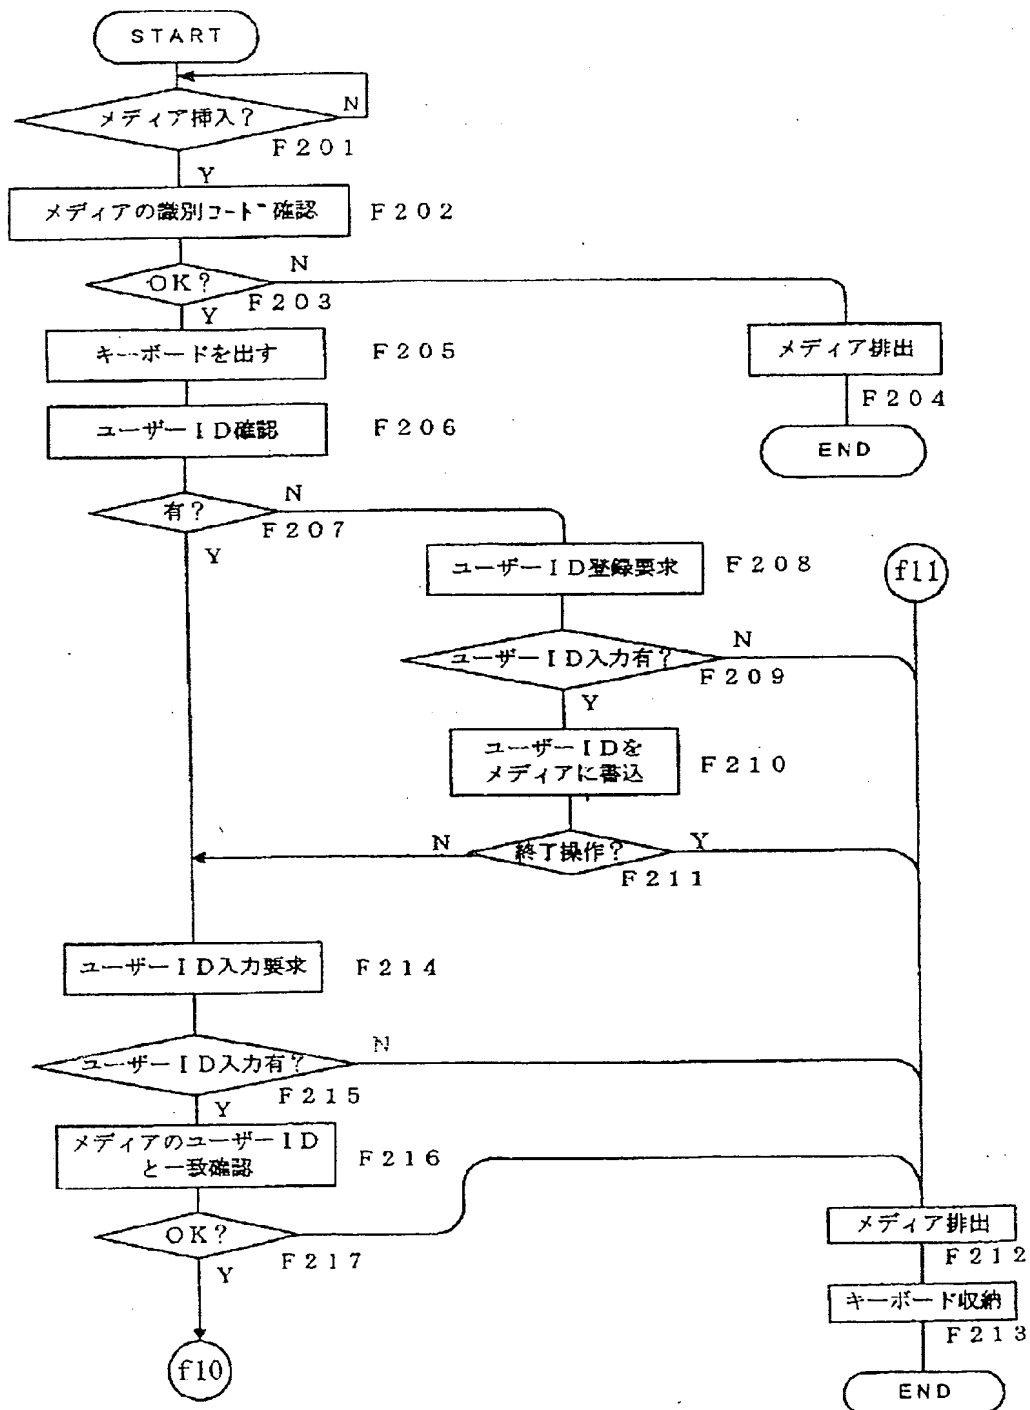 START
メディア挿入？
N
F201
Y
メディアの識別コード確認
F202
OK？
N
F203
Y
キーボードを出す
F205
メディア排出
F204
END
ユーザーID確認
F206
有？
N
F207
Y
ユーザーID登録要求
F208
f11
ユーザーID入力有？
N
F209
Y
ユーザーIDを
メディアに書込
F210
終了操作？
N
Y
F211
ユーザーID入力要求
F214
ユーザーID入力有？
N
F215
Y
メディアのユーザーID
と一致確認
F216
OK？
F217
Y
メディア排出
F212
キーボード収納
F213
END
f10